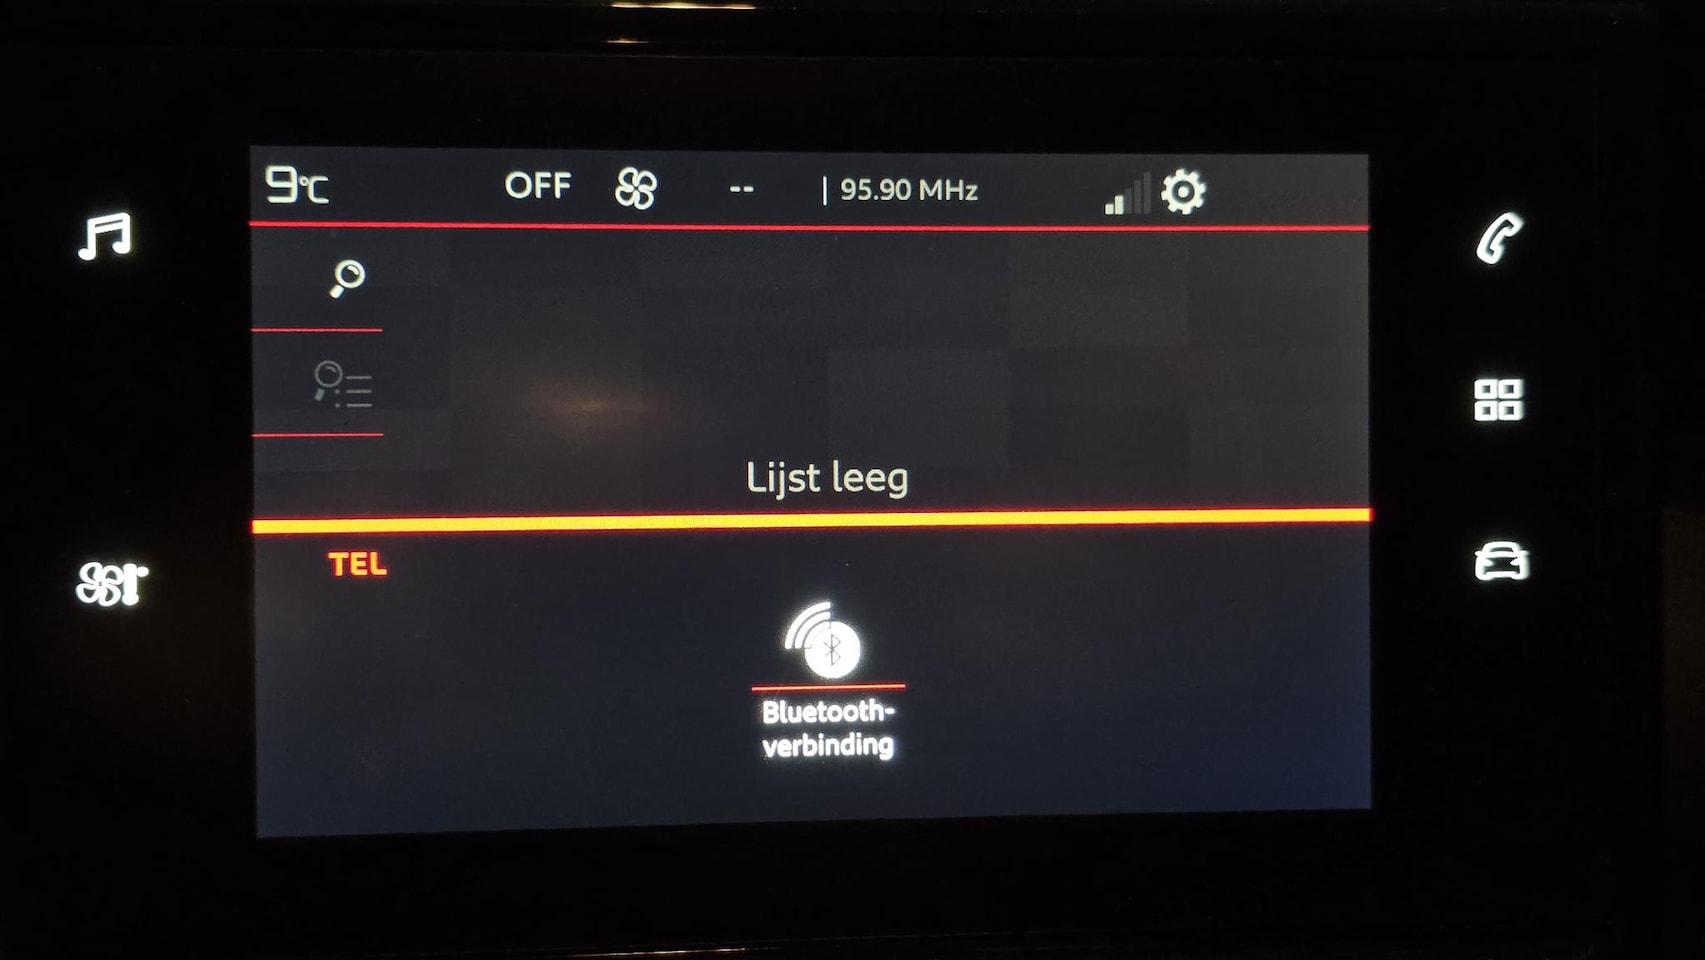 9°C OFF -- | 95.90 MHz
Lijst leeg
TEL
Bluetooth-
verbinding